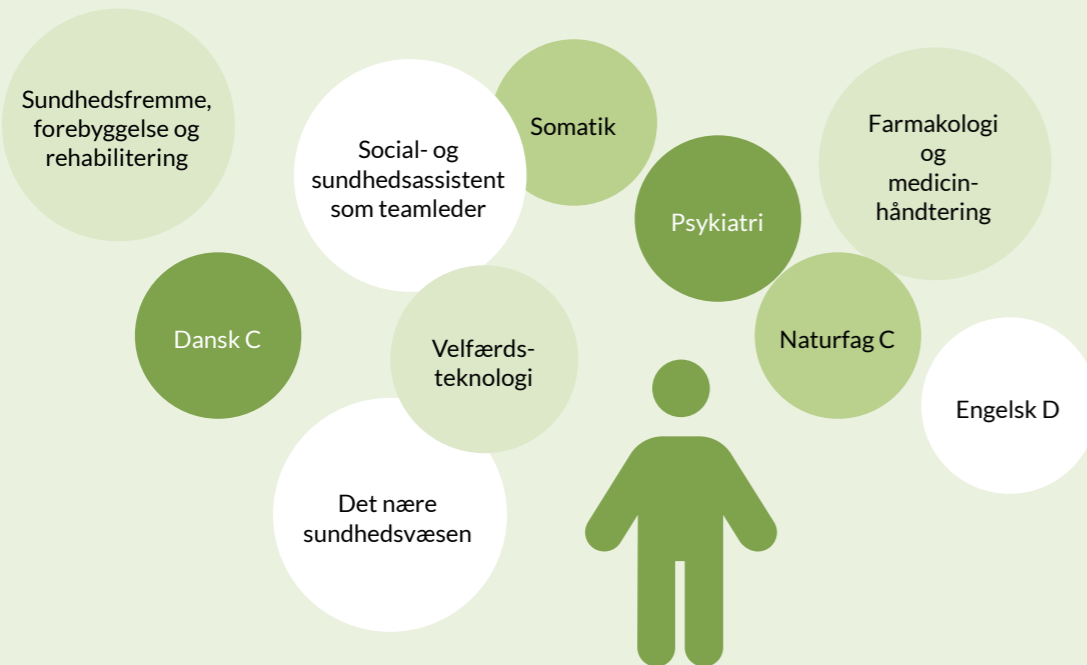 Sundhedsfremme,
forebyggelse og
rehabilitering
Social- og
sundhedsassistent
som teamleder
Somatik
Psykiatri
Farmakologi
og
medicin-
håndtering
Dansk C
Velfærds-
teknologi
Naturfag C
Engelsk D
Det nære
sundhedsvæsen